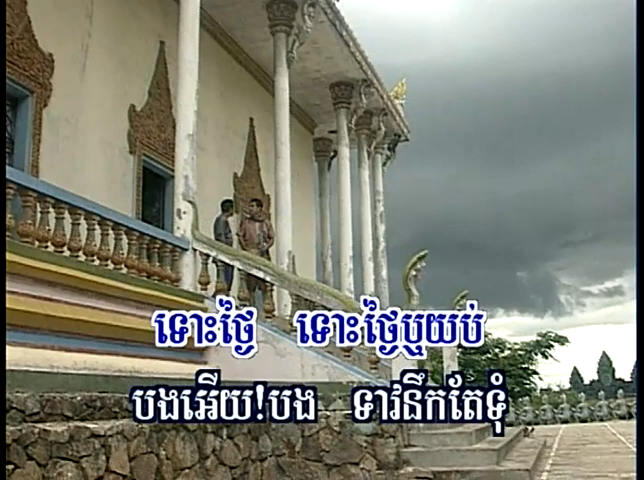 ទោះថ្ងៃ ទោះថ្ងៃឬយប់
បងអើយ!បង ទាវនឹកតែទុំ